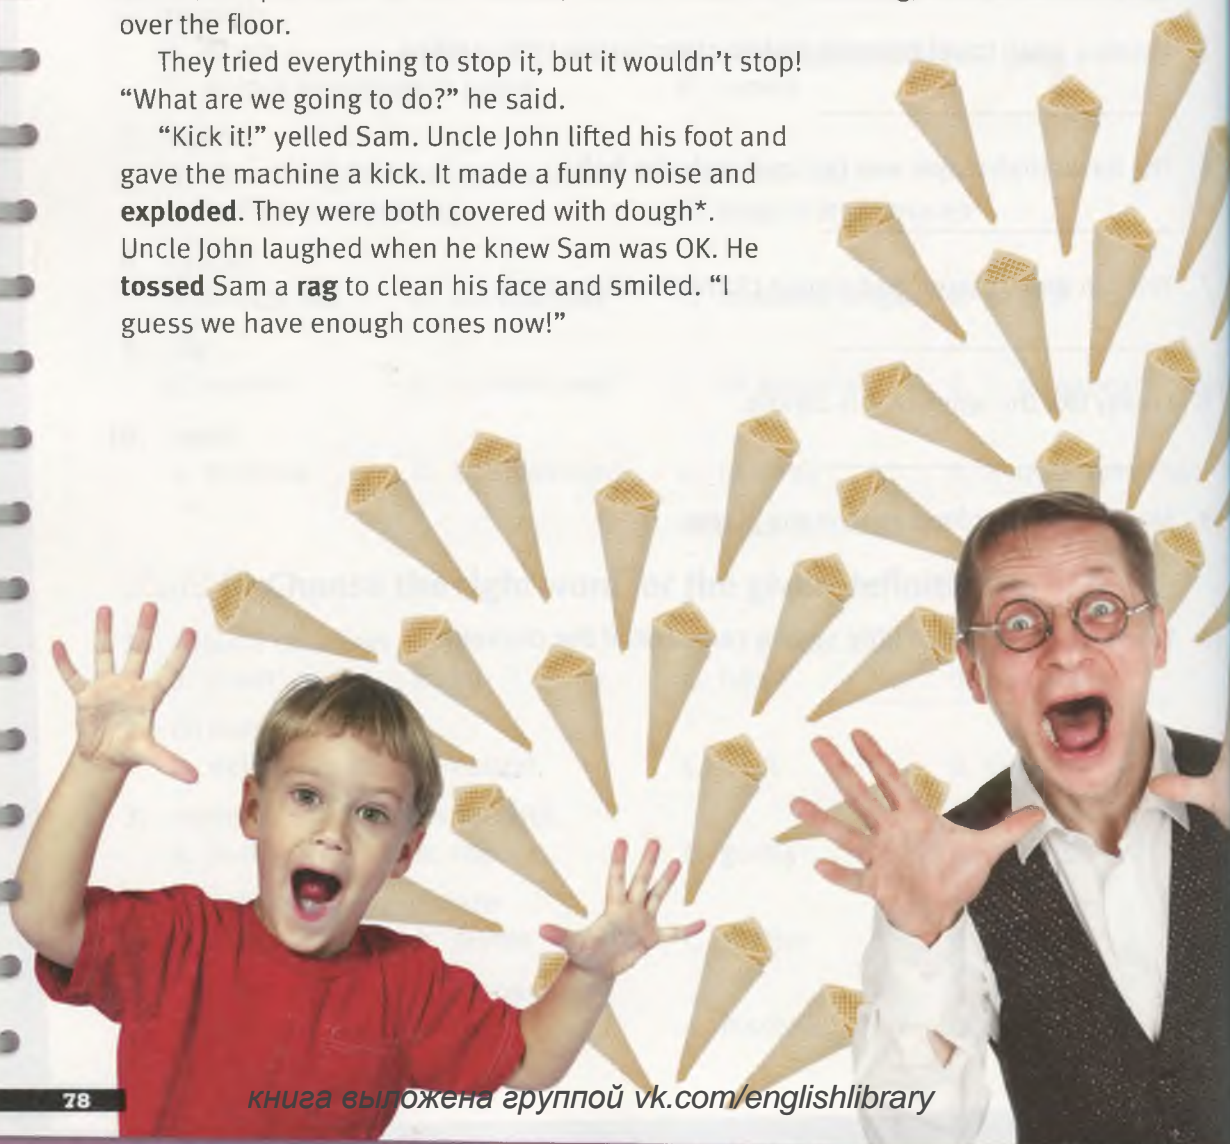 over the floor.
They tried everything to stop it, but it wouldn't stop!
“What are we going to do?” he said.
“Kick it!” yelled Sam. Uncle John lifted his foot and
gave the machine a kick. It made a funny noise and
exploded. They were both covered with dough*.
Uncle John laughed when he knew Sam was OK. He
tossed Sam a rag to clean his face and smiled. “I
guess we have enough cones now!”
78
книга выложена группой vk.com/englishlibrary